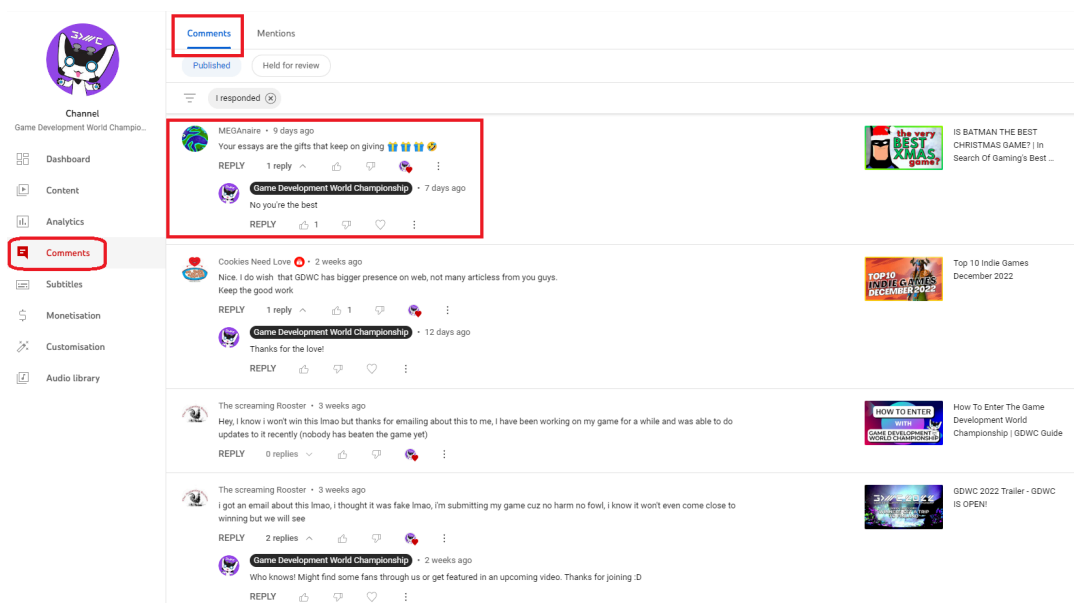 Channel
Game Development World Champio...
Dashboard
Content
Analytics
Comments
Subtitles
Monetisation
Customisation
Audio library
Comments
Mentions
Published
Held for review
I responded
MEGAnaire • 9 days ago
Your essays are the gifts that keep on giving 🎁🎁🎁🤣
REPLY
1 reply
Game Development World Championship • 7 days ago
No you're the best
REPLY
1
the very
BEST
XMAS
game?
IS BATMAN THE BEST
CHRISTMAS GAME? | In
Search Of Gaming's Best ...
Cookies Need Love • 2 weeks ago
Nice. I do wish that GDWC has bigger presence on web, not many articless from you guys.
Keep the good work
REPLY
1 reply
1
Game Development World Championship • 12 days ago
Thanks for the love!
REPLY
TOP 10
INDIE GAMES
DECEMBER 2022
Top 10 Indie Games
December 2022
The screaming Rooster • 3 weeks ago
Hey, I know i won't win this lmao but thanks for emailing about this to me, I have been working on my game for a while and was able to do
updates to it recently (nobody has beaten the game yet)
REPLY
0 replies
HOW TO ENTER
WITH
GAME DEVELOPMENT
WORLD CHAMPIONSHIP
How To Enter The Game
Development World
Championship | GDWC Guide
The screaming Rooster • 3 weeks ago
i got an email about this lmao, i thought it was fake lmao, i'm submitting my game cuz no harm no fowl, i know it won't even come close to
winning but we will see
REPLY
2 replies
Game Development World Championship • 2 weeks ago
Who knows! Might find some fans through us or get featured in an upcoming video. Thanks for joining :D
REPLY
GDWC 2022 Trailer - GDWC
IS OPEN!